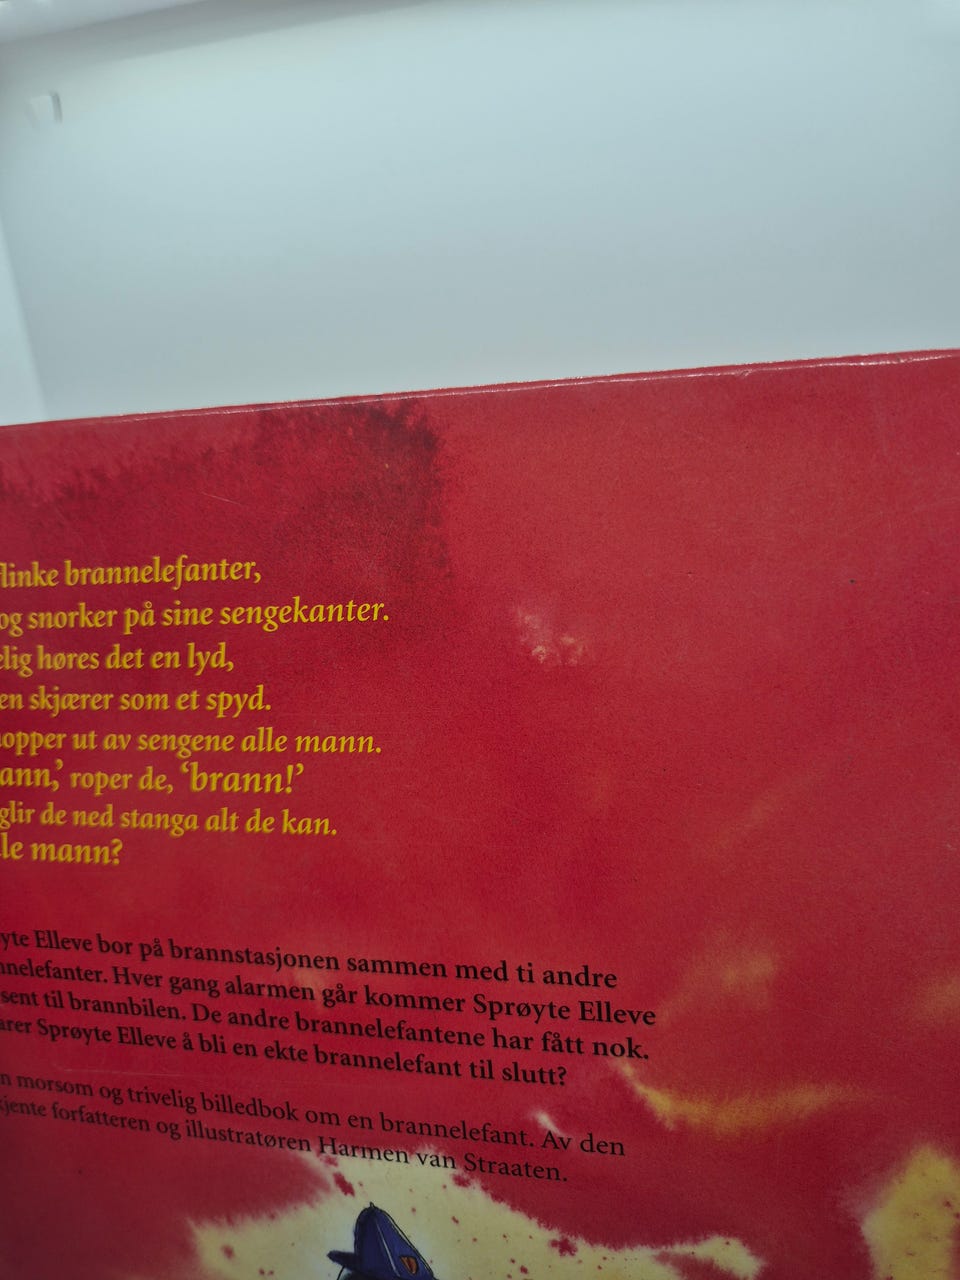 flinke brannelefanter,
og snorker på sine sengekanter.
elig høres det en lyd,
en skjærer som et spyd.
opper ut av sengene alle mann.
ann,’ roper de, ‘brann!’
glir de ned stanga alt de kan.
le mann?
yte Elleve bor på brannstasjonen sammen med ti andre
nnelefanter. Hver gang alarmen går kommer Sprøyte Elleve
sent til brannbilen. De andre brannelefantene har fått nok.
arer Sprøyte Elleve å bli en ekte brannelefant til slutt?
n morsom og trivelig billedbok om en brannelefant. Av den
kjente forfatteren og illustratøren Harmen van Straaten.